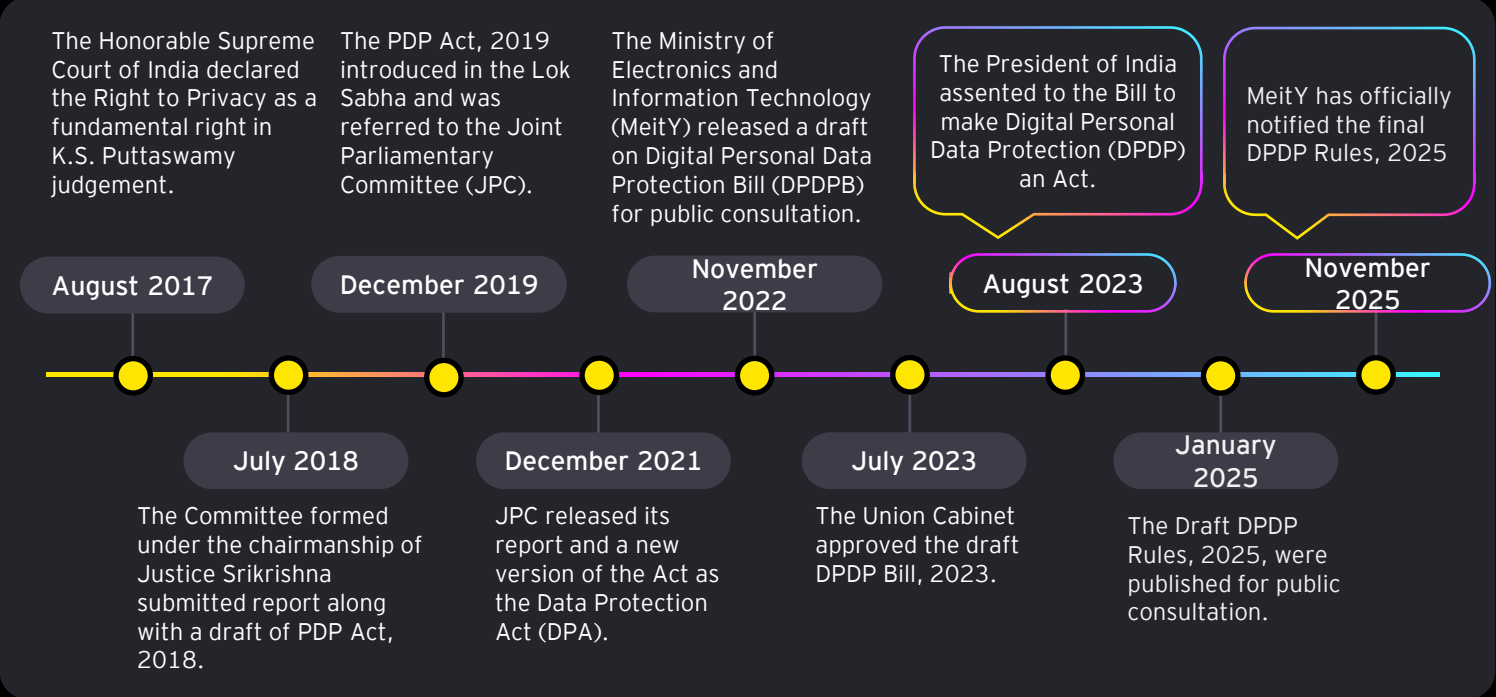 The Honorable Supreme
Court of India declared
the Right to Privacy as a
fundamental right in
K.S. Puttaswamy
judgement.
The PDP Act, 2019
introduced in the Lok
Sabha and was
referred to the Joint
Parliamentary
Committee (JPC).
The Ministry of
Electronics and
Information Technology
(MeitY) released a draft
on Digital Personal Data
Protection Bill (DPDPB)
for public consultation.
The President of India
assented to the Bill to
make Digital Personal
Data Protection (DPDP)
an Act.
MeitY has officially
notified the final
DPDP Rules, 2025
August 2017
December 2019
November
2022
August 2023
November
2025
July 2018
December 2021
July 2023
January
2025
The Committee formed
under the chairmanship of
Justice Srikrishna
submitted report along
with a draft of PDP Act,
2018.
JPC released its
report and a new
version of the Act as
the Data Protection
Act (DPA).
The Union Cabinet
approved the draft
DPDP Bill, 2023.
The Draft DPDP
Rules, 2025, were
published for public
consultation.